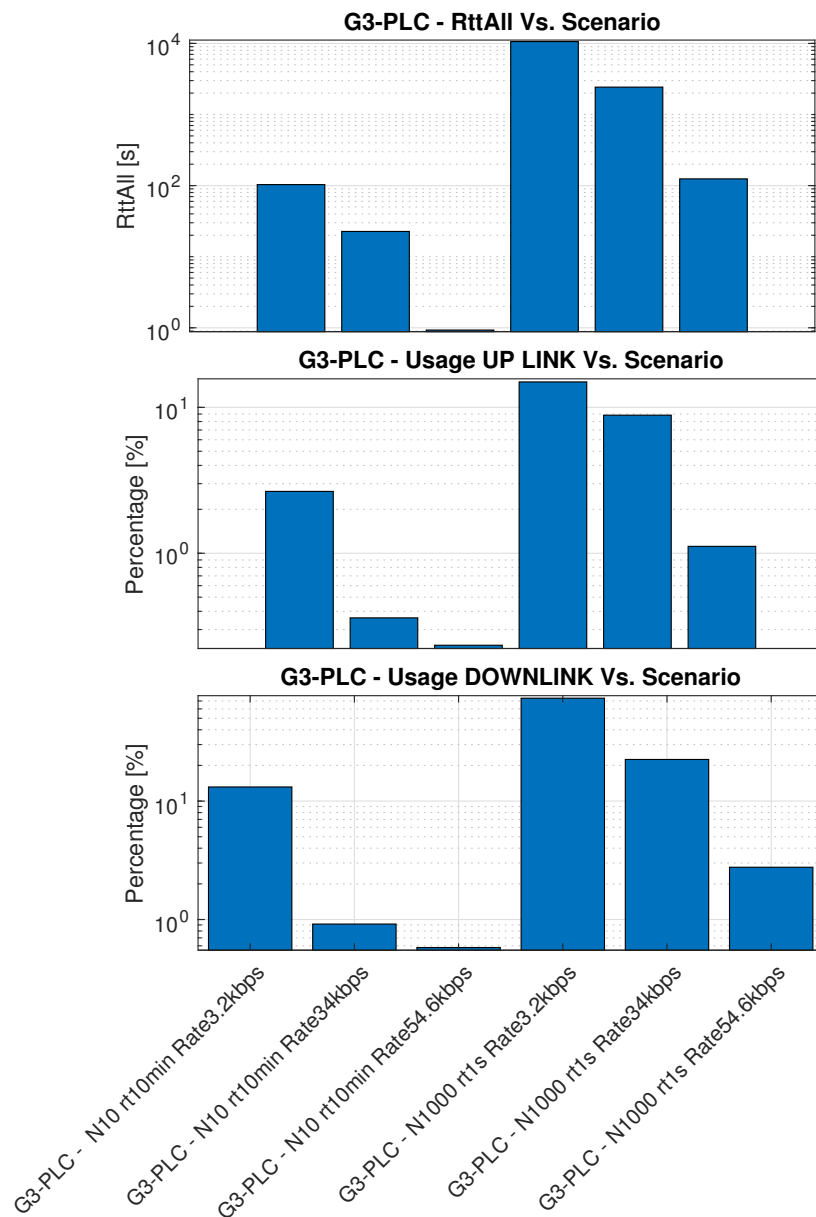 G3-PLC - RttAll Vs. Scenario
10^4
10^2
10^0
RttAll [s]
G3-PLC - Usage UP LINK Vs. Scenario
10^1
10^0
Percentage [%]
G3-PLC - Usage DOWNLINK Vs. Scenario
10^1
10^0
Percentage [%]
G3-PLC -  N10 rt10min Rate3.2kbps
G3-PLC - N10 rt10min Rate34kbps
G3-PLC - N10 rt10min Rate54.6kbps
G3-PLC - N1000 rt1s Rate3.2kbps
G3-PLC - N1000 rt1s Rate34kbps
G3-PLC - N1000 rt1s Rate54.6kbps